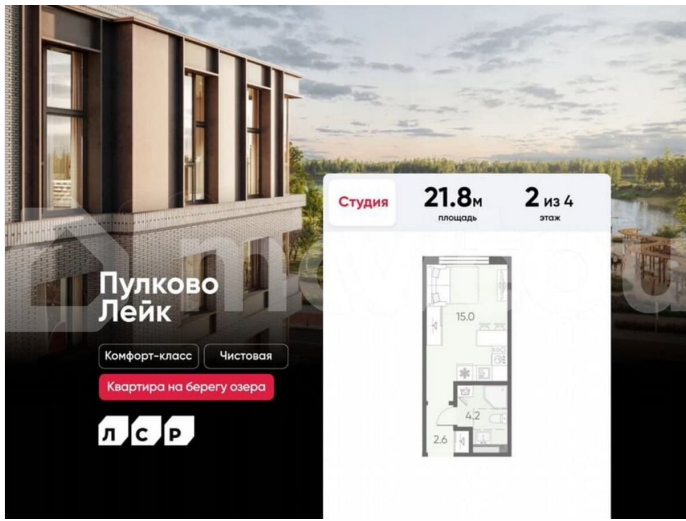 Студия
21.8м
площадь
2 из 4
этаж
15.0
4.2
2.6
Пулково
Лейк
Комфорт-класс
Чистовая
Квартира на берегу озера
ЛСР